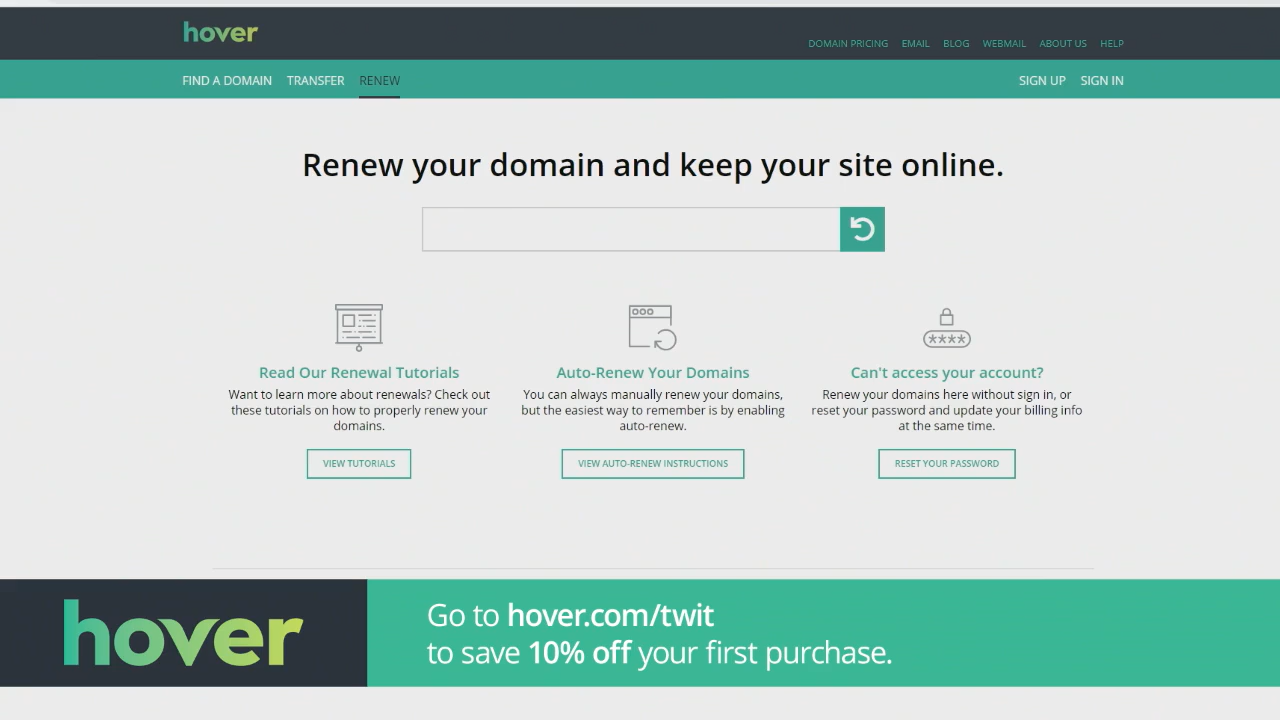 hover
DOMAIN PRICING EMAIL BLOG WEBMAIL ABOUT US HELP
FIND A DOMAIN TRANSFER RENEW SIGN UP SIGN IN
Renew your domain and keep your site online.
Read Our Renewal Tutorials
Want to learn more about renewals? Check out
these tutorials on how to properly renew your
domains.
VIEW TUTORIALS
Auto-Renew Your Domains
You can always manually renew your domains,
but the easiest way to remember is by enabling
auto-renew.
VIEW AUTO-RENEW INSTRUCTIONS
Can't access your account?
Renew your domains here without sign in, or
reset your password and update your billing info
at the same time.
RESET YOUR PASSWORD
hover
Go to hover.com/twit
to save 10% off your first purchase.